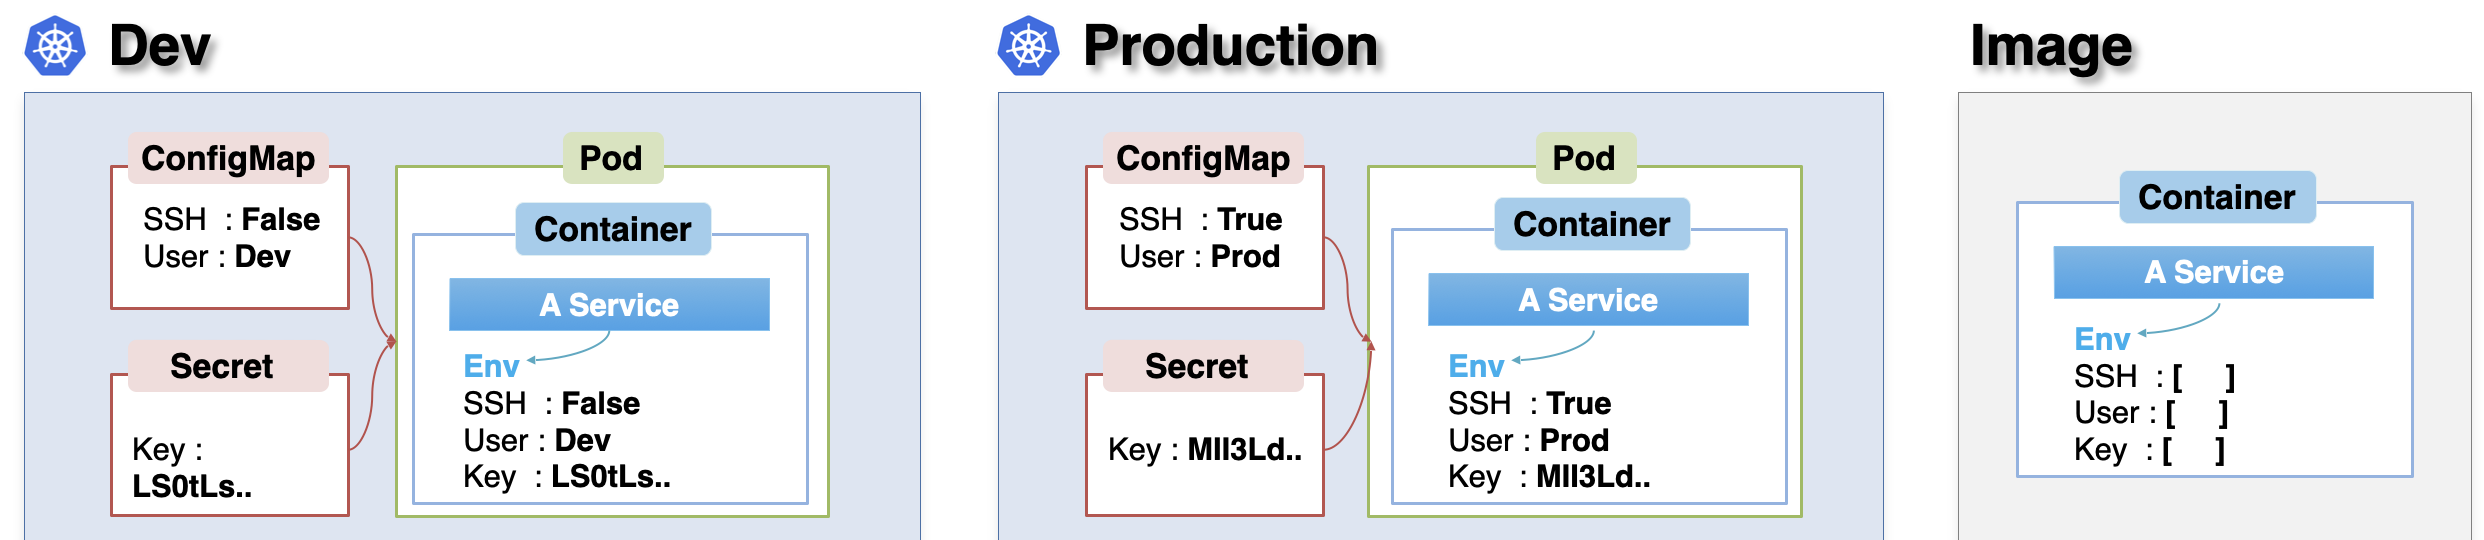 Dev
ConfigMap
SSH : False
User : Dev
Secret
Key :
LS0tLs..
Pod
Container
A Service
Env
SSH : False
User : Dev
Key : LS0tLs..
Production
ConfigMap
SSH : True
User : Prod
Secret
Key : MII3Ld..
Pod
Container
A Service
Env
SSH : True
User : Prod
Key : MII3Ld..
Image
Container
A Service
Env
SSH : [ ]
User : [ ]
Key : [ ]